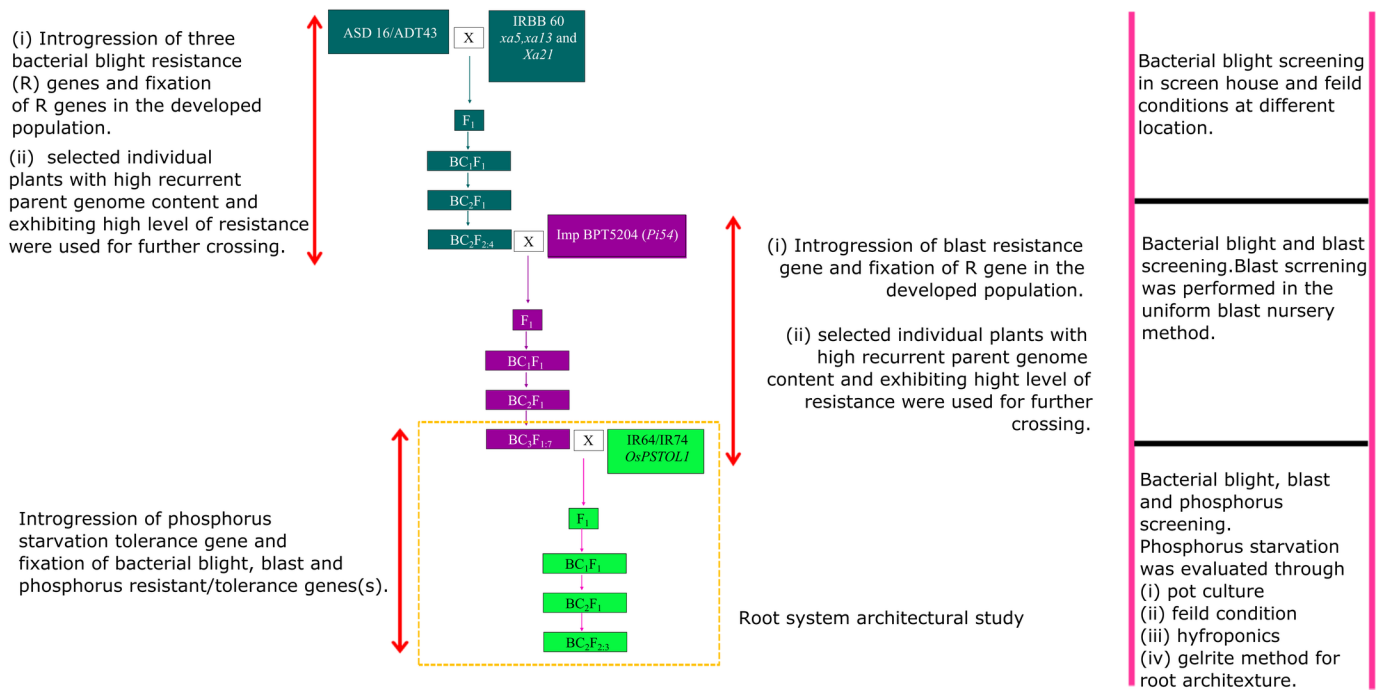 ASD 16/ADT43
X
IRBB 60
xa5,xa13 and
Xa21
(i) Introgression of three
bacterial blight resistance
(R) genes and fixation
of R genes in the developed
population.
(ii) selected individual
plants with high recurrent
parent genome content and
exhibiting high level of resistance
were used for further crossing.
F1
BC1F1
BC2F1
BC2F2:4
X
Imp BPT5204 (Pi54)
F1
BC1F1
BC2F1
BC3F1:7
X
IR64/IR74
OsPSTOL1
F1
BC1F1
BC2F1
BC2F2:3
(i) Introgression of blast resistance
gene and fixation of R gene in the
developed population.
(ii) selected individual plants with
high recurrent parent genome
content and exhibiting hight level of
resistance were used for further
crossing.
Introgression of phosphorus
starvation tolerance gene and
fixation of bacterial blight, blast and
phosphorus resistant/tolerance genes(s).
Root system architectural study
Bacterial blight screening
in screen house and feild
conditions at different
location.
Bacterial blight and blast
screening.Blast scrrening
was performed in the
uniform blast nursery
method.
Bacterial blight, blast
and phosphorus
screening.
Phosphorus starvation
was evaluated through
(i) pot culture
(ii) feild condition
(iii) hyfroponics
(iv) gelrite method for
root architexture.